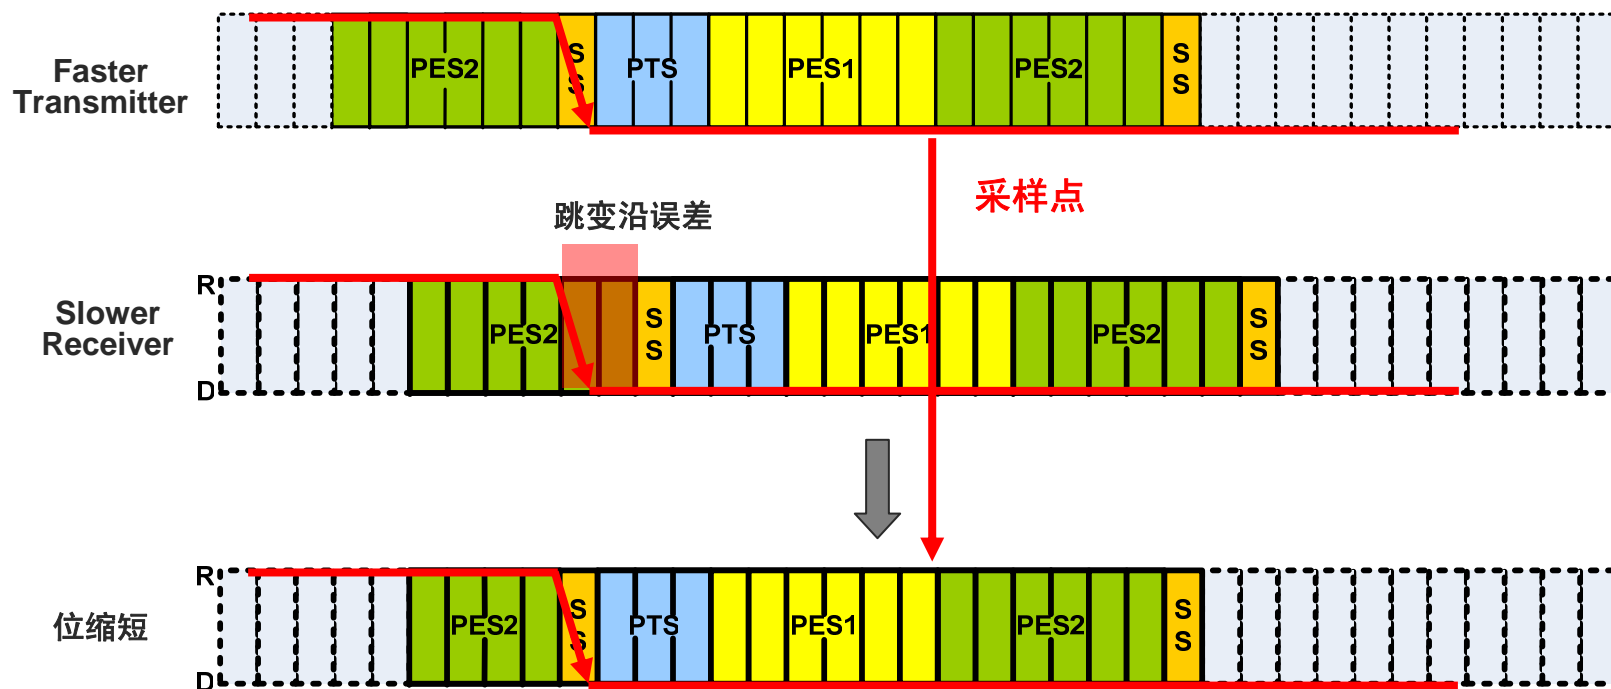 Faster
Transmitter
PES2
S
S
PTS
PES1
PES2
S
S
采样点
跳变沿误差
Slower
Receiver
R
D
PES2
S
S
PTS
PES1
PES2
S
S
位缩短
R
D
PES2
S
S
PTS
PES1
PES2
S
S